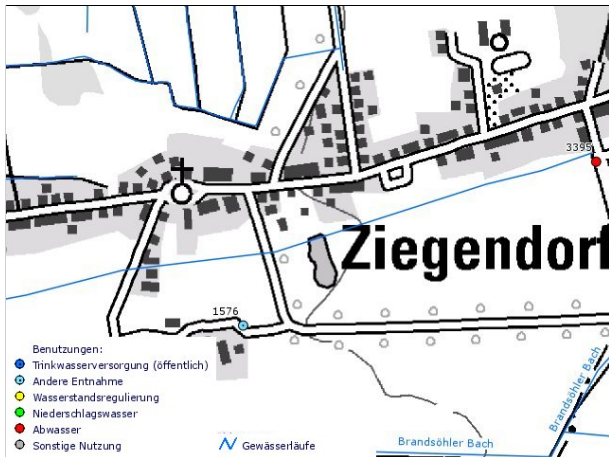 3395
Ziegendorf
1576
Benutzungen:
Trinkwasserversorgung (öffentlich)
Andere Entnahme
Wasserstandsregulierung
Niederschlagswasser
Abwasser
Sonstige Nutzung
Gewässerläufe
Brandsöhler Bach
Brandsöhler Bach